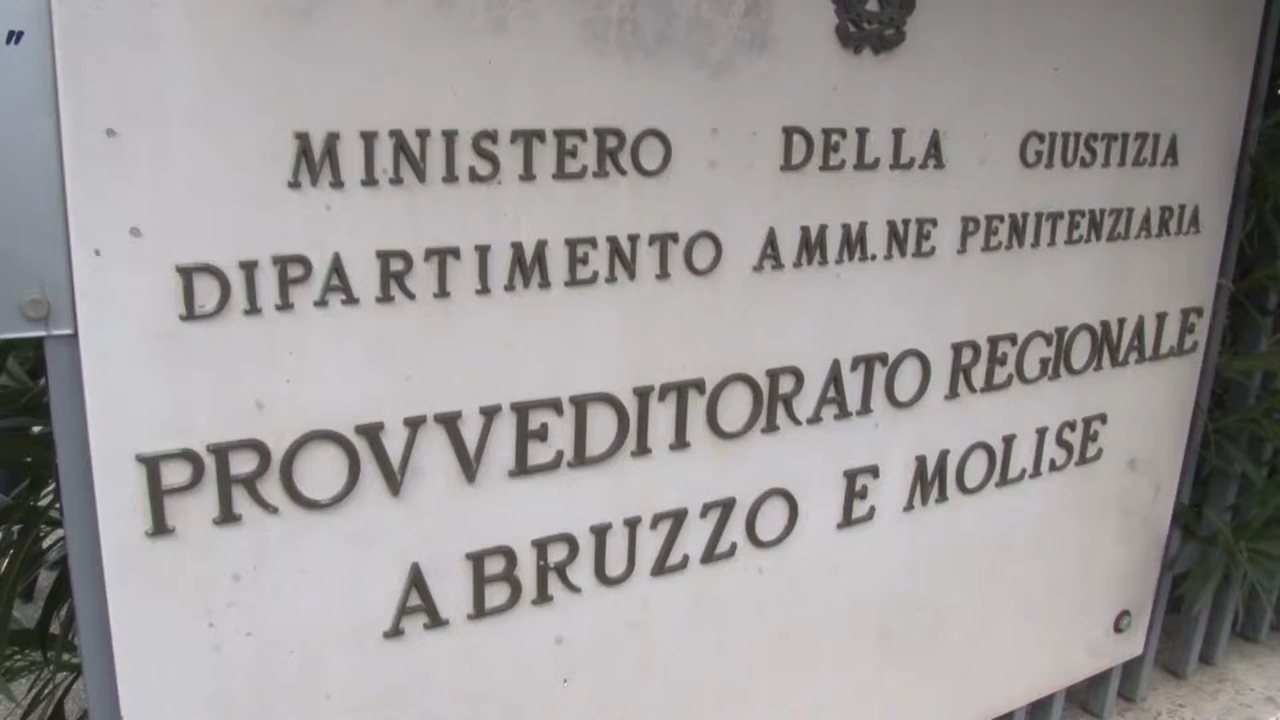 "
MINISTERO DELLA GIUSTIZIA
DIPARTIMENTO AMM.NE PENITENZIARIA
PROVVEDITORATO REGIONALE
ABRUZZO E MOLISE